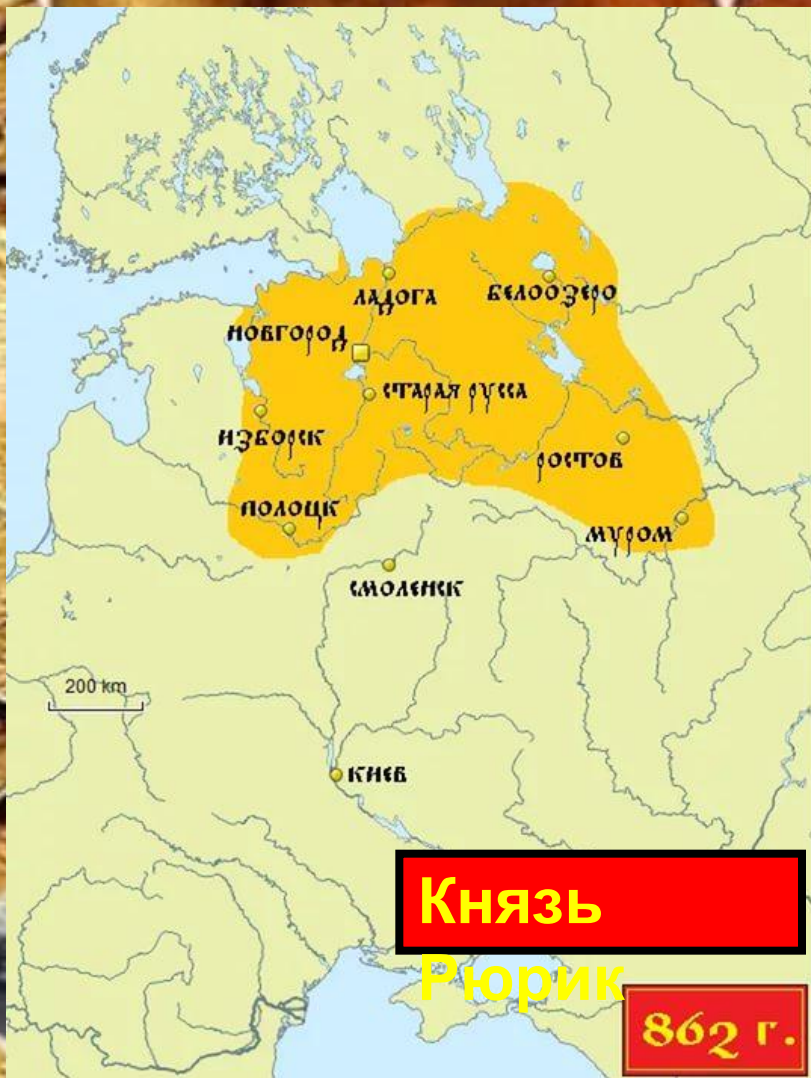 ЛАДОГА
БЕЛООЗЕРО
НОВГОРОД
СТАРАЯ РУССА
ИЗБОРСК
РОСТОВ
ПОЛОЦК
МУРОМ
СМОЛЕНСК
200 km
КИЕВ
Князь
Рюрик
862 г.